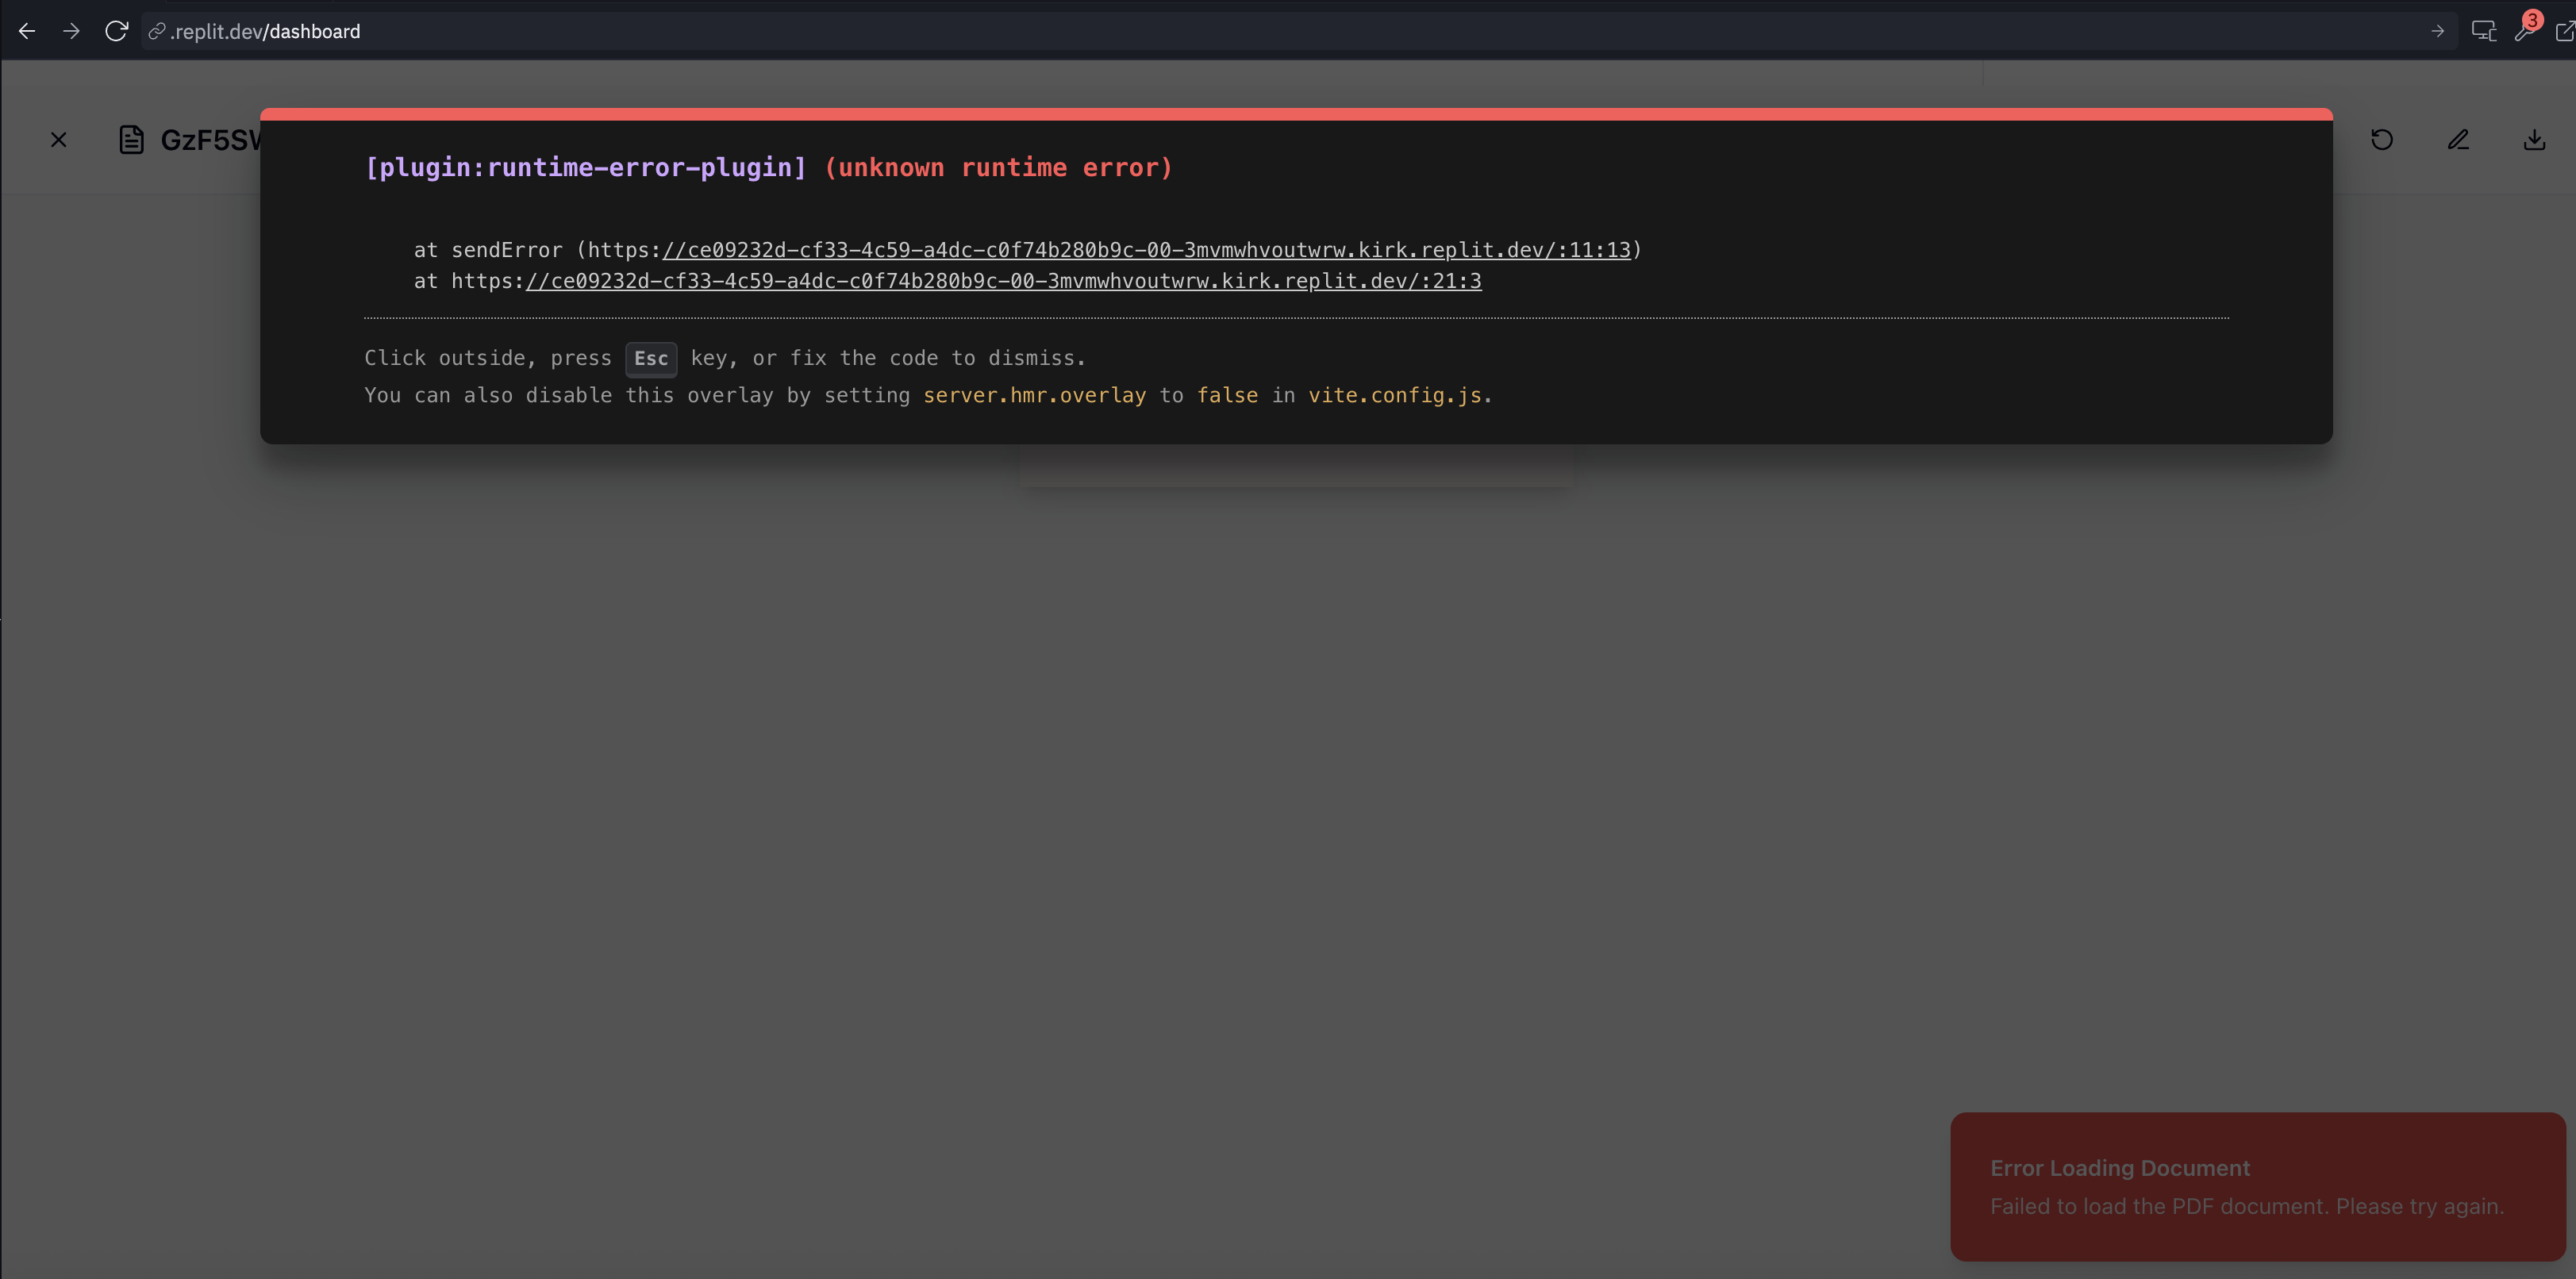 .replit.dev/dashboard
3
GzF5S
[plugin:runtime-error-plugin] (unknown runtime error)
at sendError (https://ce09232d-cf33-4c59-a4dc-c0f74b280b9c-00-3mvmwhvoutwrw.kirk.replit.dev/:11:13)
at https://ce09232d-cf33-4c59-a4dc-c0f74b280b9c-00-3mvmwhvoutwrw.kirk.replit.dev/:21:3
Click outside, press Esc key, or fix the code to dismiss.
You can also disable this overlay by setting server.hmr.overlay to false in vite.config.js.
Error Loading Document
Failed to load the PDF document. Please try again.